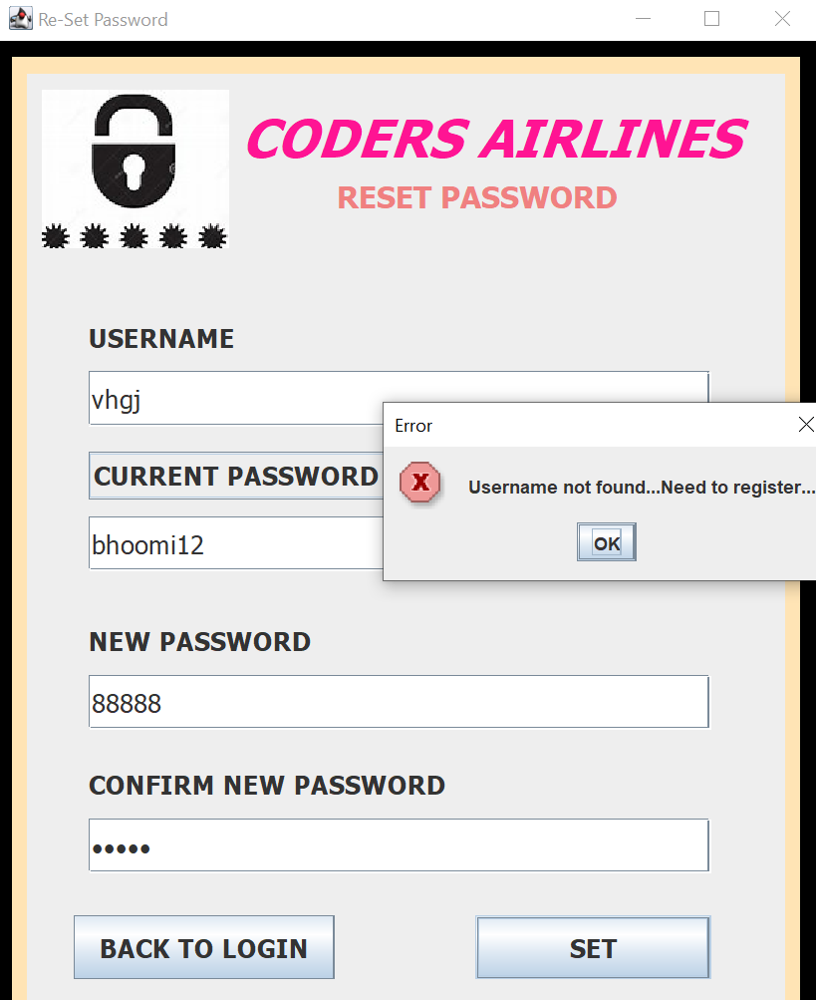 Re-Set Password
CODERS AIRLINES
RESET PASSWORD
USERNAME
vhgj
Error
CURRENT PASSWORD
Username not found...Need to register...
OK
bhoomi12
NEW PASSWORD
88888
CONFIRM NEW PASSWORD
•••••
BACK TO LOGIN
SET